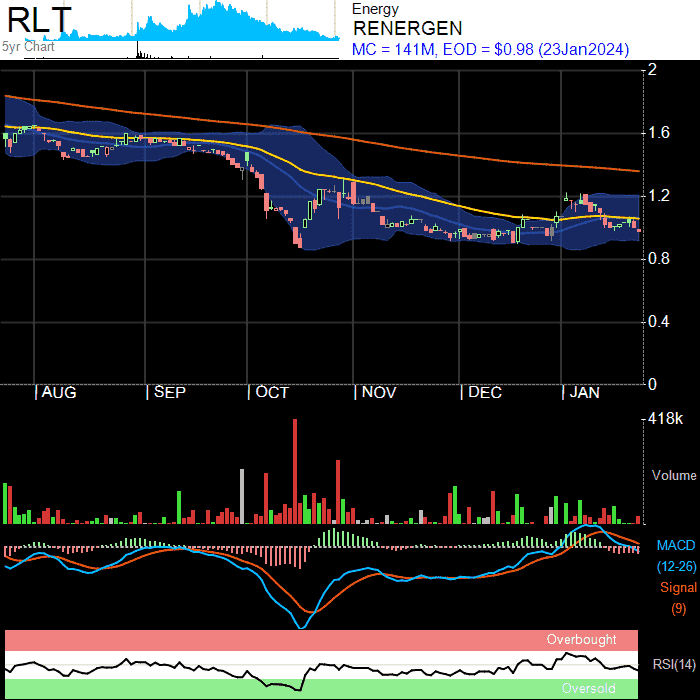 RLT
5yr Chart
Energy
RENERGEN
MC = 141M, EOD = $0.98 (23Jan2024)
2
1.6
1.2
0.8
0.4
0
| AUG | SEP | OCT | NOV | DEC | JAN
418k
Volume
MACD
(12-26)
Signal
(9)
Overbought
RSI(14)
Oversold